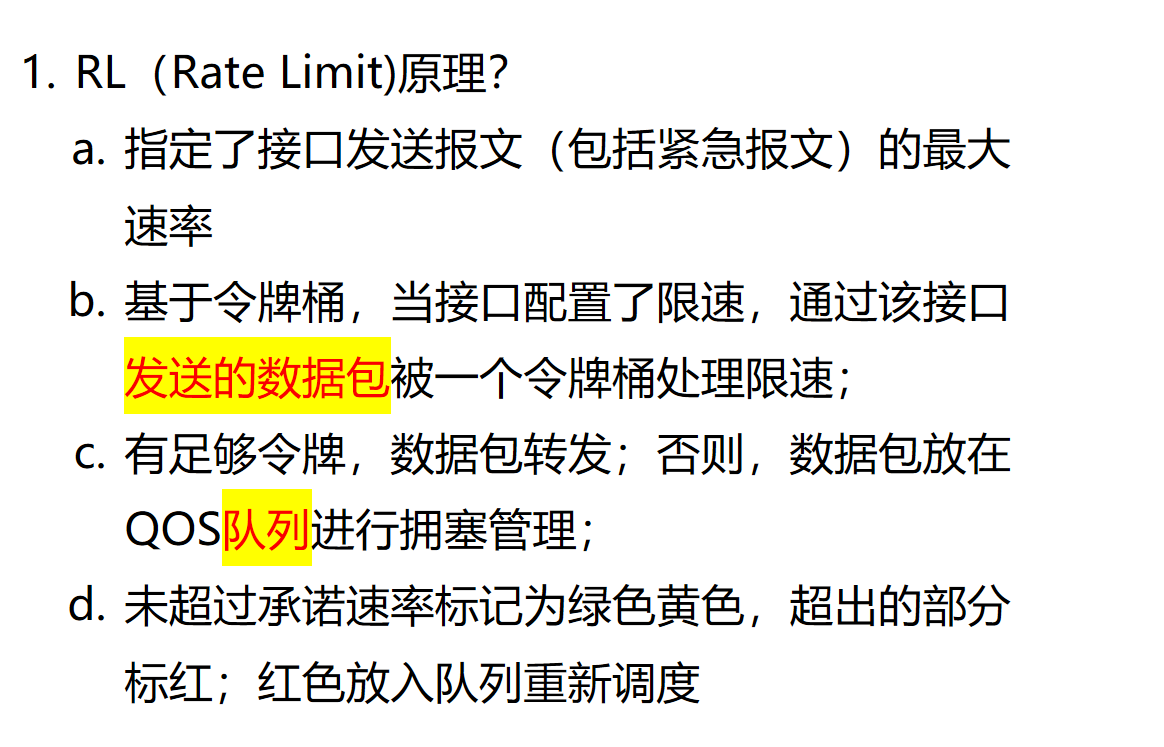 1. RL（Rate Limit)原理?
a. 指定了接口发送报文（包括紧急报文）的最大
速率
b. 基于令牌桶，当接口配置了限速，通过该接口
发送的数据包被一个令牌桶处理限速；
c. 有足够令牌，数据包转发；否则，数据包放在
QOS队列进行拥塞管理；
d. 未超过承诺速率标记为绿色黄色，超出的部分
标红；红色放入队列重新调度